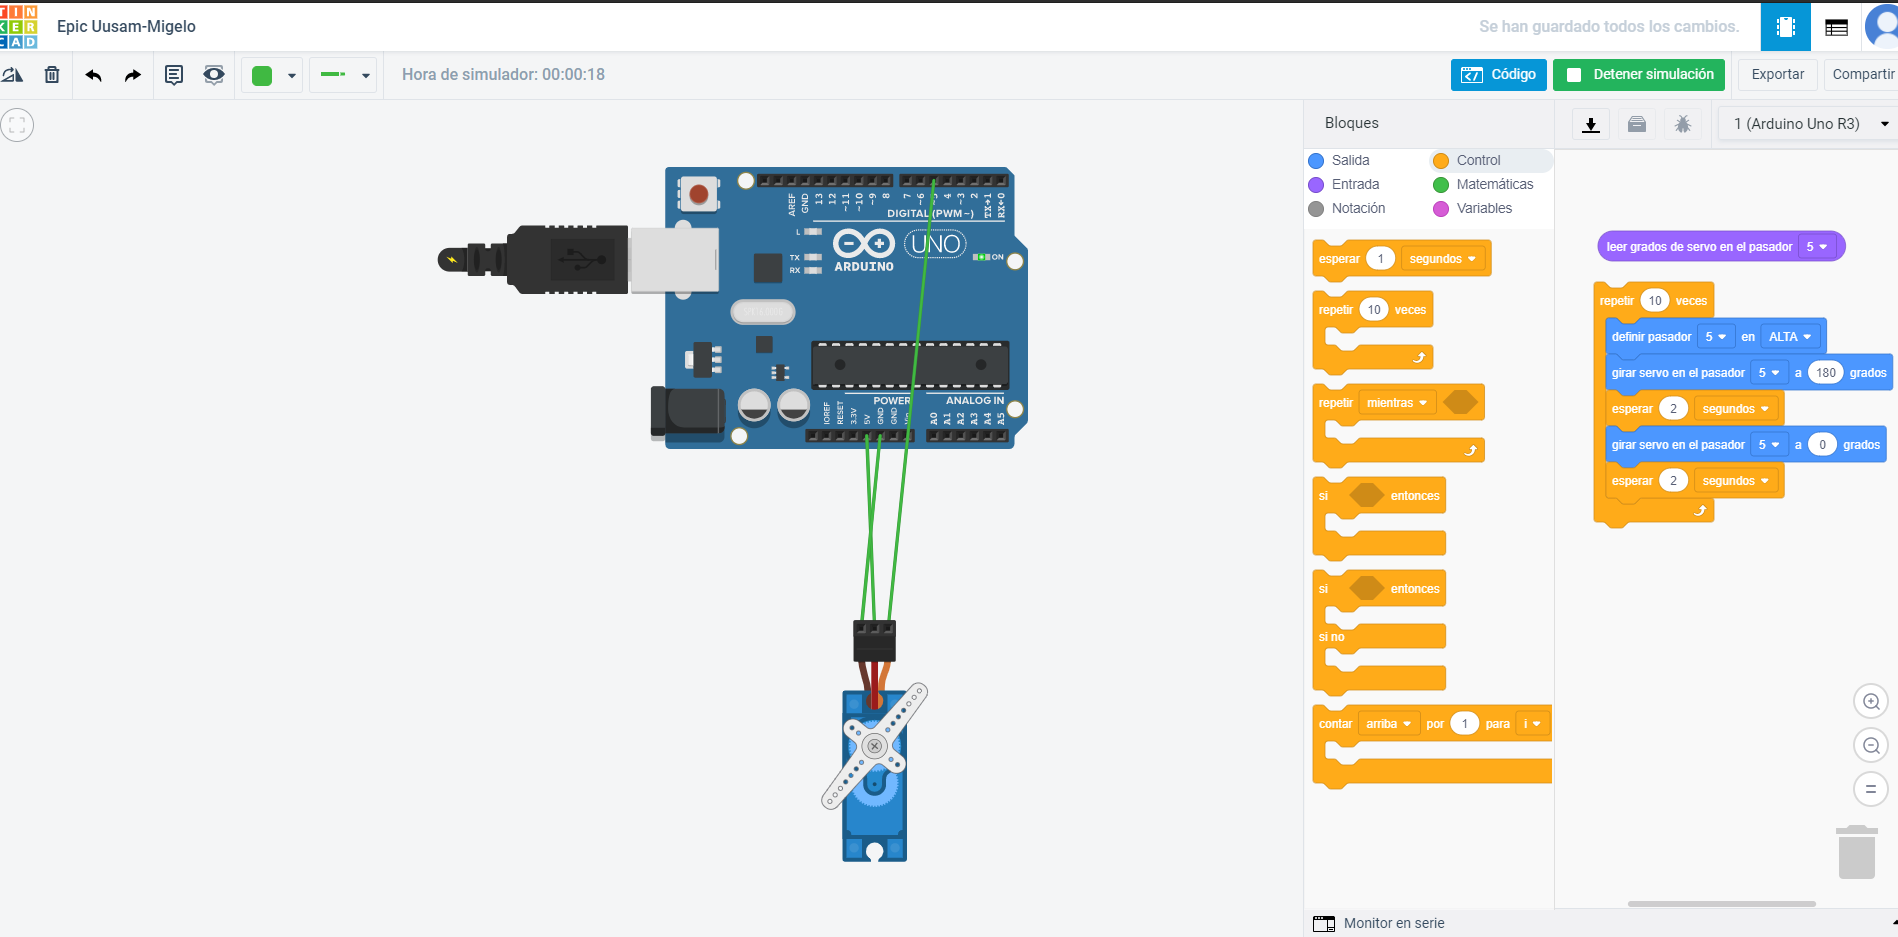 TIN
KER
CAD
Epic Uusam-Migelo
Se han guardado todos los cambios.
Hora de simulador: 00:00:18
Código
Detener simulación
Exportar
Compartir
Bloques
1 (Arduino Uno R3)
Salida
Control
Entrada
Matemáticas
Notación
Variables
esperar 1 segundos
repetir 10 veces
repetir mientras
si entonces
si entonces
si no
contar arriba por 1 para i
leer grados de servo en el pasador 5
repetir 10 veces
definir pasador 5 en ALTA
girar servo en el pasador 5 a 180 grados
esperar 2 segundos
girar servo en el pasador 5 a 0 grados
esperar 2 segundos
AREF
GND
13
12
~11
~10
~9
8
7
~6
~5
4
~3
2
TX→1
RX←0
DIGITAL (PWM~)
L
TX
RX
ARDUINO
UNO
ON
POWER
ANALOG IN
IOREF
RESET
3.3V
5V
GND
GND
Vin
A0
A1
A2
A3
A4
A5
Monitor en serie